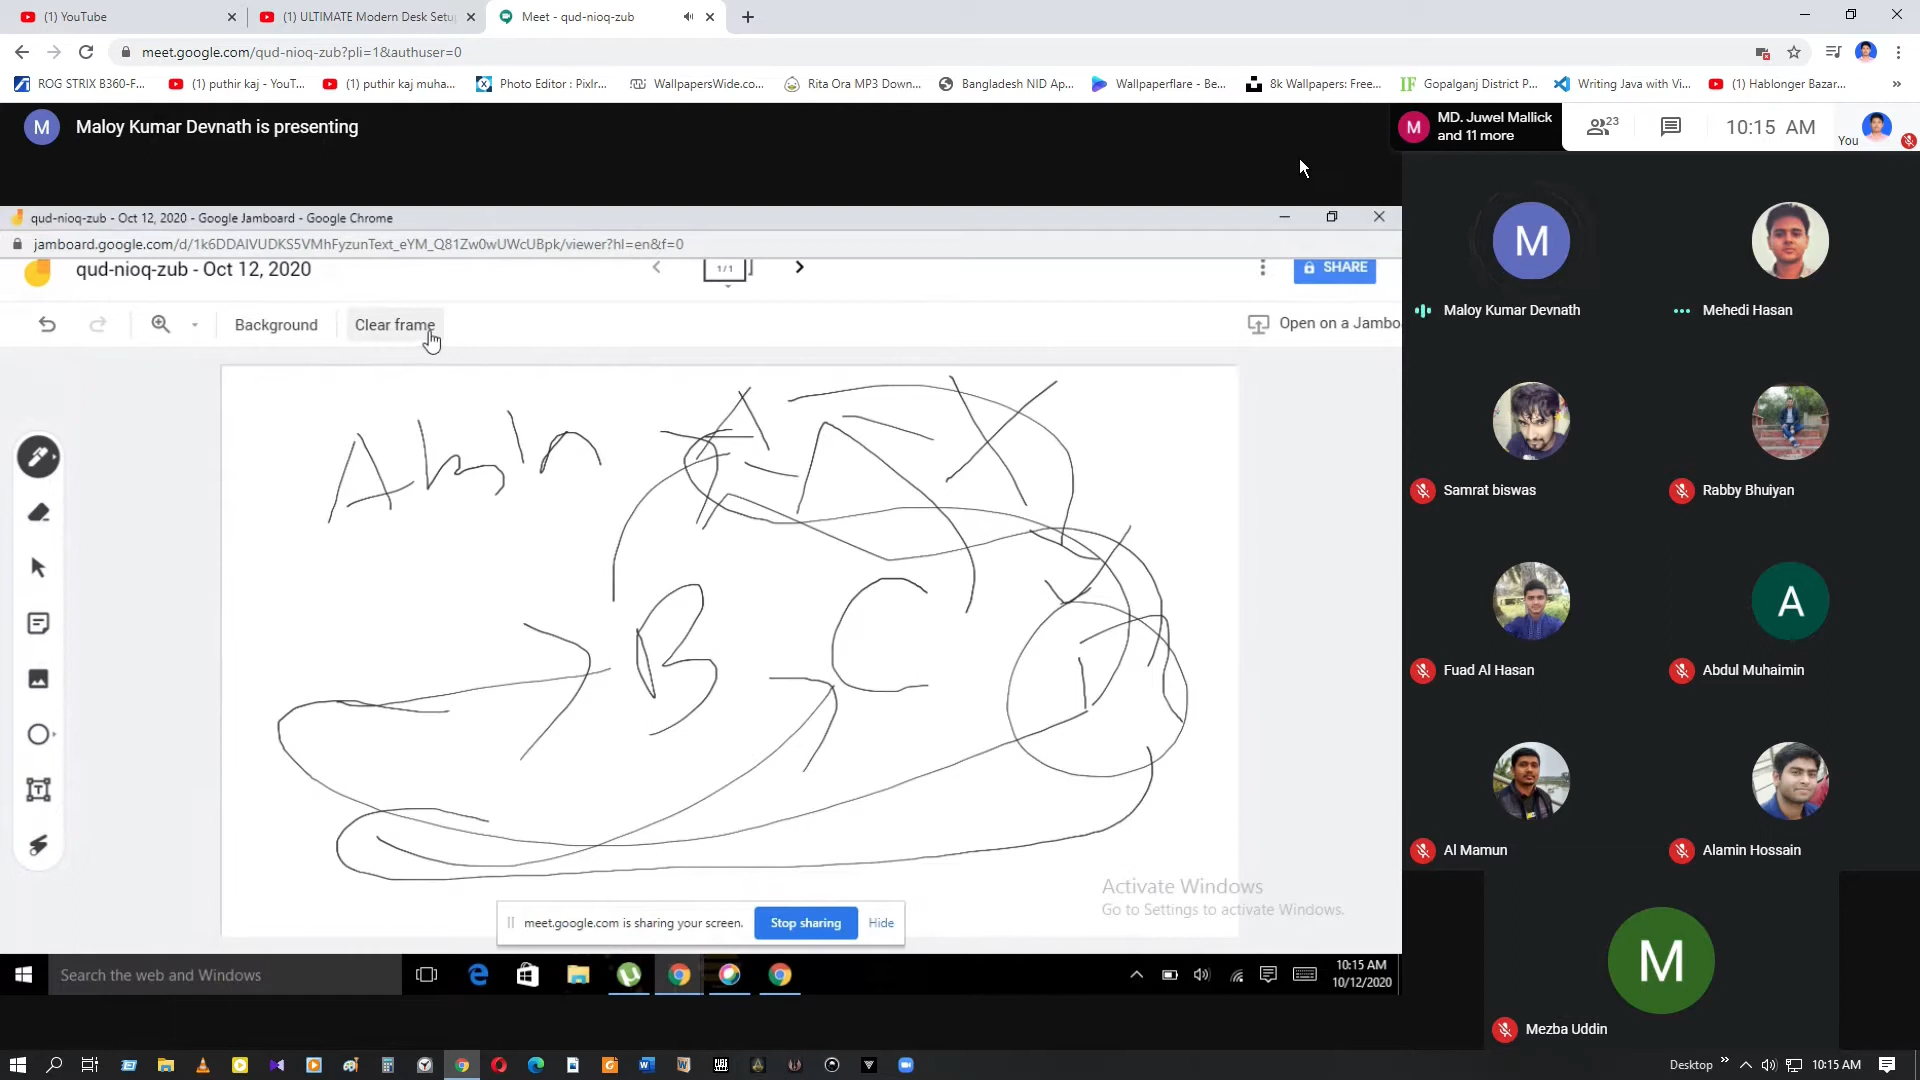 (1) YouTube
(1) ULTIMATE Modern Desk Setu
Meet - qud-nioq-zub
meet.google.com/qud-nioq-zub?pli=1&authuser=0
ROG STRIX B360-F...
(1) puthir kaj - YouT...
(1) puthir kaj muha...
Photo Editor : Pixlr...
WallpapersWide.co...
Rita Ora MP3 Down...
Bangladesh NID Ap...
Wallpaperflare - Be...
8k Wallpapers: Free...
Gopalganj District P...
Writing Java with Vi...
(1) Hablonger Bazar...
M
Maloy Kumar Devnath is presenting
M
MD. Juwel Mallick
and 11 more
23
10:15 AM
You
qud-nioq-zub - Oct 12, 2020 - Google Jamboard - Google Chrome
jamboard.google.com/d/1k6DDAIVUDKS5VMhFyzunText_eYM_Q81Zw0wUWcUBpk/viewer?hl=en&f=0
qud-nioq-zub - Oct 12, 2020
1/1
SHARE
Background
Clear frame
Open on a Jambo
A
B
C
Activate Windows
Go to Settings to activate Windows.
meet.google.com is sharing your screen.
Stop sharing
Hide
Search the web and Windows
10:15 AM
10/12/2020
M
Maloy Kumar Devnath
Mehedi Hasan
Samrat biswas
Rabby Bhuiyan
A
Fuad Al Hasan
Abdul Muhaimin
Al Mamun
Alamin Hossain
M
Mezba Uddin
Desktop
10:15 AM